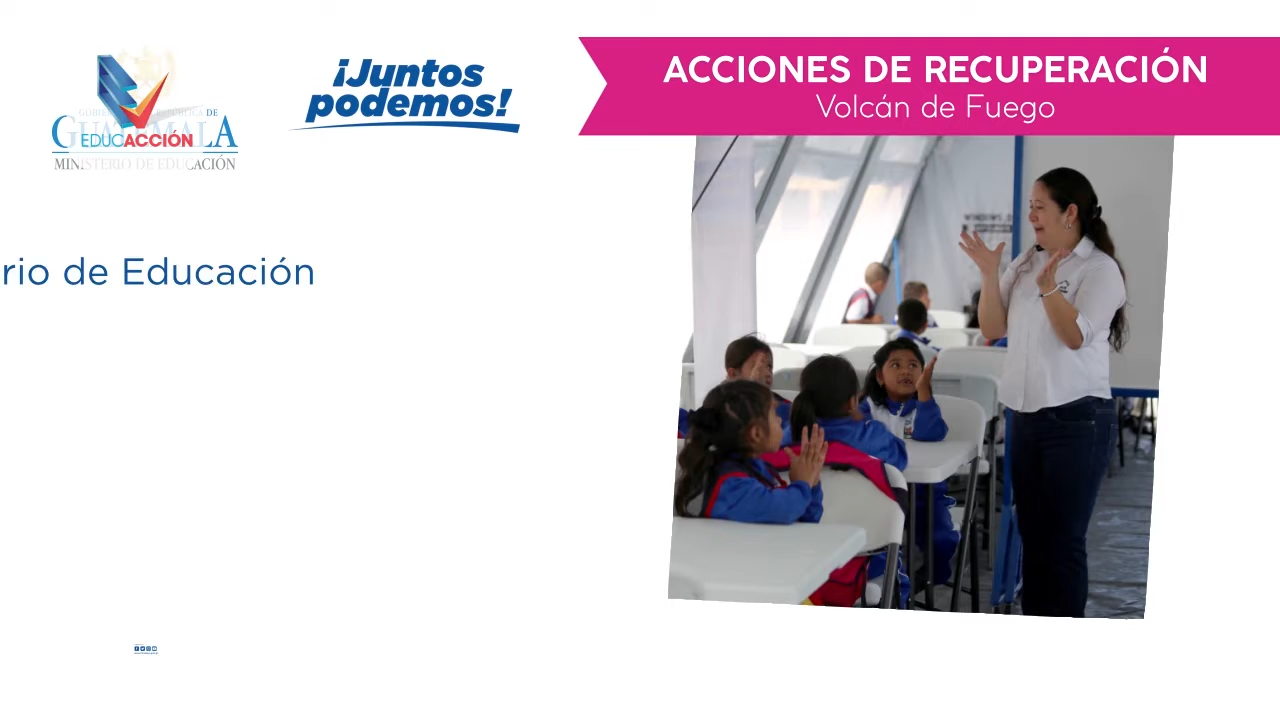 EDUCACCIÓN
MINISTERIO DE EDUCACIÓN
¡Juntos
podemos!
ACCIONES DE RECUPERACIÓN
Volcán de Fuego
rio de Educación